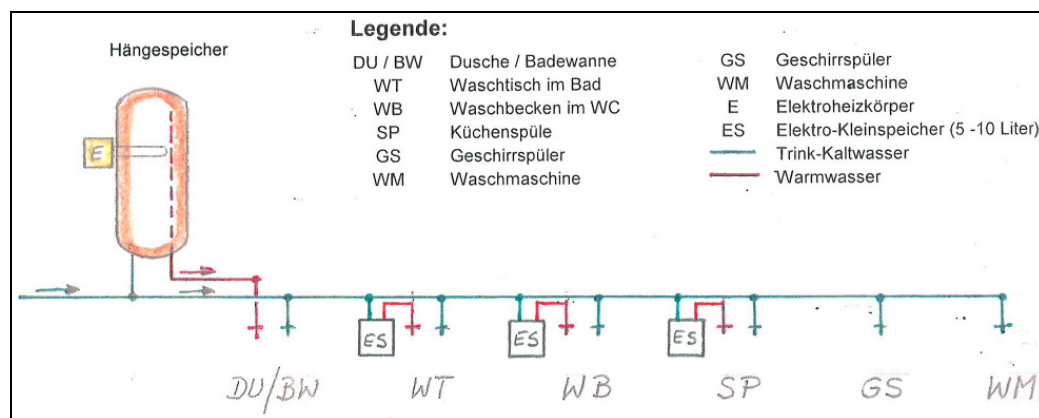 Legende:
Hängespeicher
DU / BW Dusche / Badewanne
WT Waschtisch im Bad
WB Waschbecken im WC
SP Küchenspüle
GS Geschirrspüler
WM Waschmaschine
GS Geschirrspüler
WM Waschmaschine
E Elektroheizkörper
ES Elektro-Kleinspeicher (5 -10 Liter)
Trink-Kaltwasser
Warmwasser
E
ES ES ES
DU/BW WT WB SP GS WM